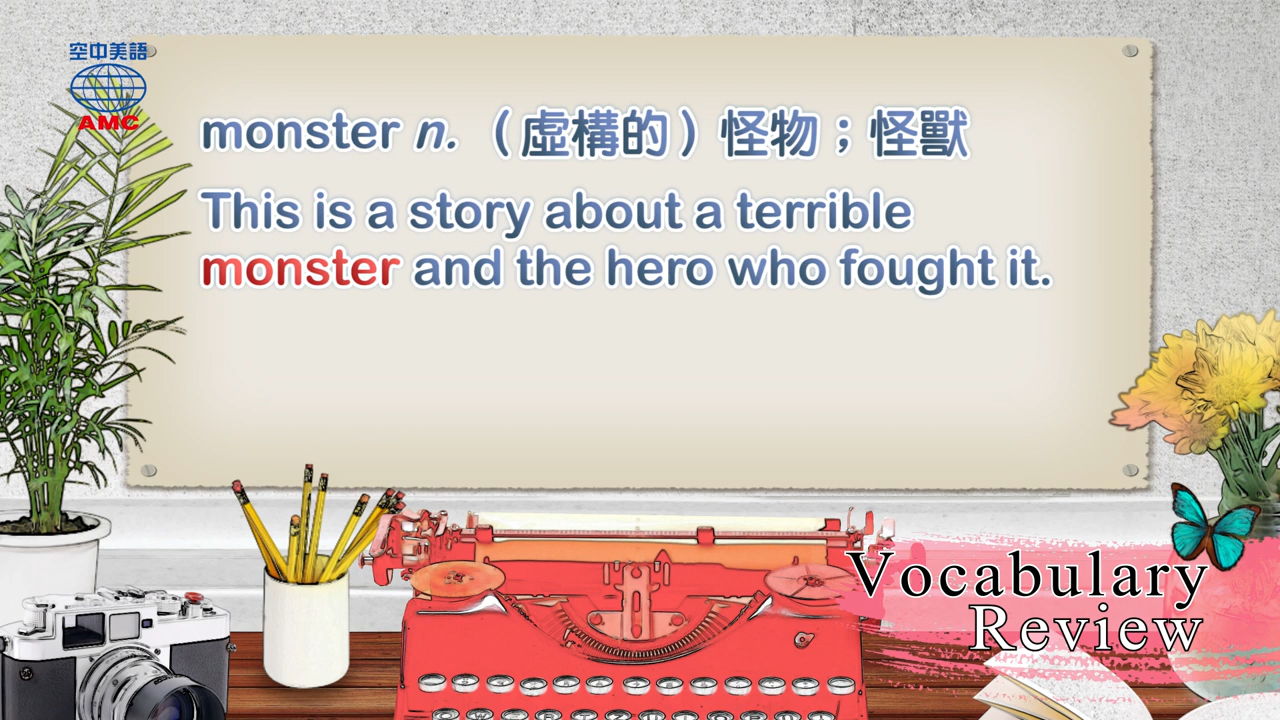 空中美語
AMC
monster n.（虛構的）怪物；怪獸
This is a story about a terrible
monster and the hero who fought it.
Vocabulary
Review